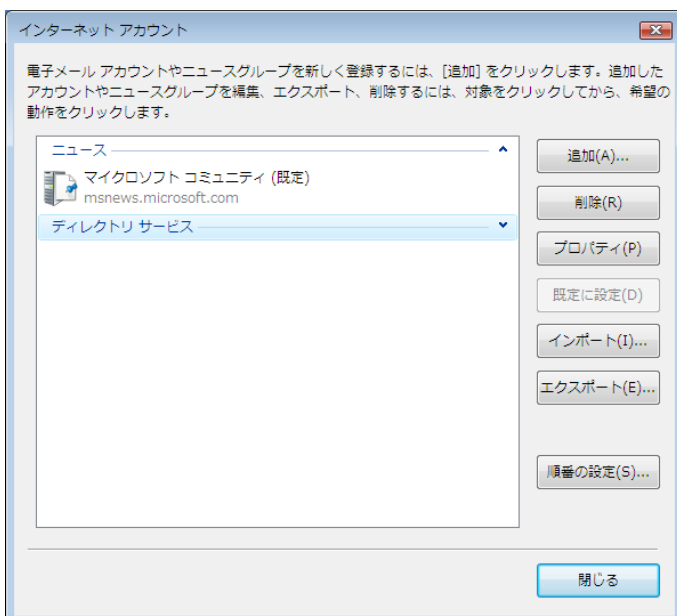 インターネット アカウント
電子メール アカウントやニュースグループを新しく登録するには、[追加] をクリックします。追加した
アカウントやニュースグループを編集、エクスポート、削除するには、対象をクリックしてから、希望の
動作をクリックします。
ニュース
マイクロソフト コミュニティ (既定)
msnews.microsoft.com
ディレクトリ サービス
追加(A)...
削除(R)
プロパティ(P)
既定に設定(D)
インポート(I)...
エクスポート(E)...
順番の設定(S)...
閉じる